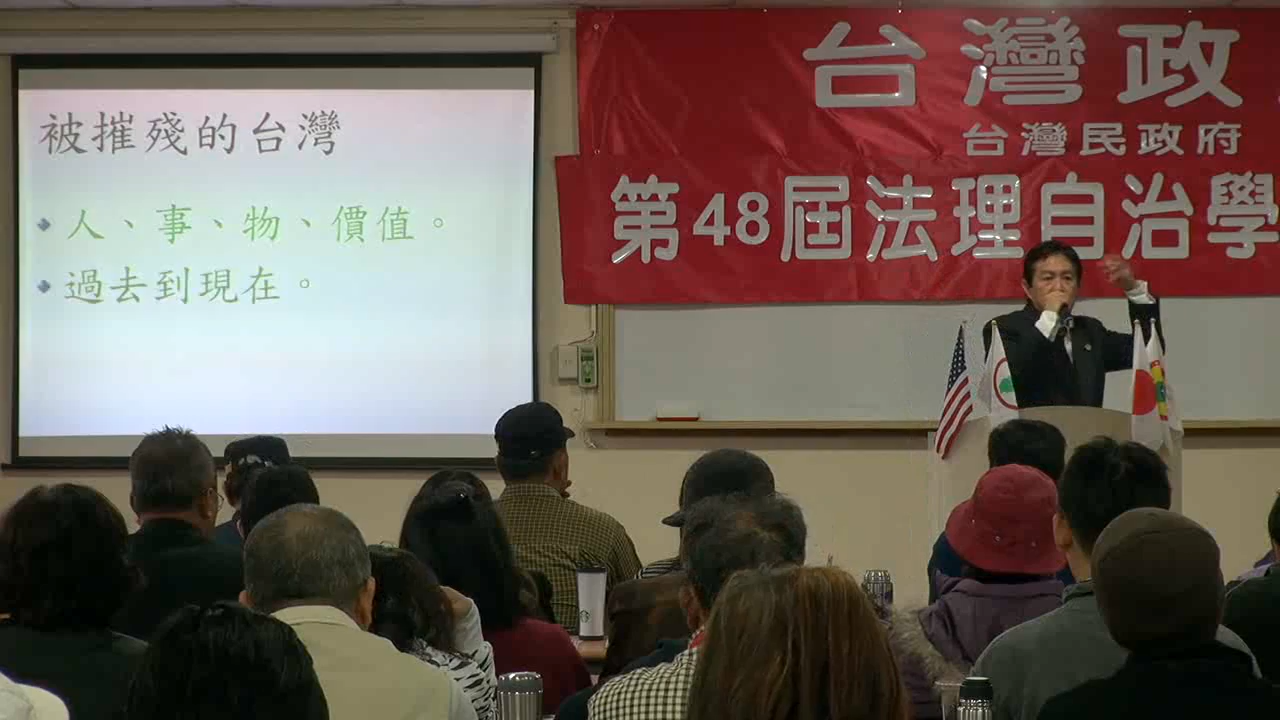 被摧殘的台灣
人、事、物、價值。
過去到現在。
台灣政
台灣民政府
第48屆法理自治學